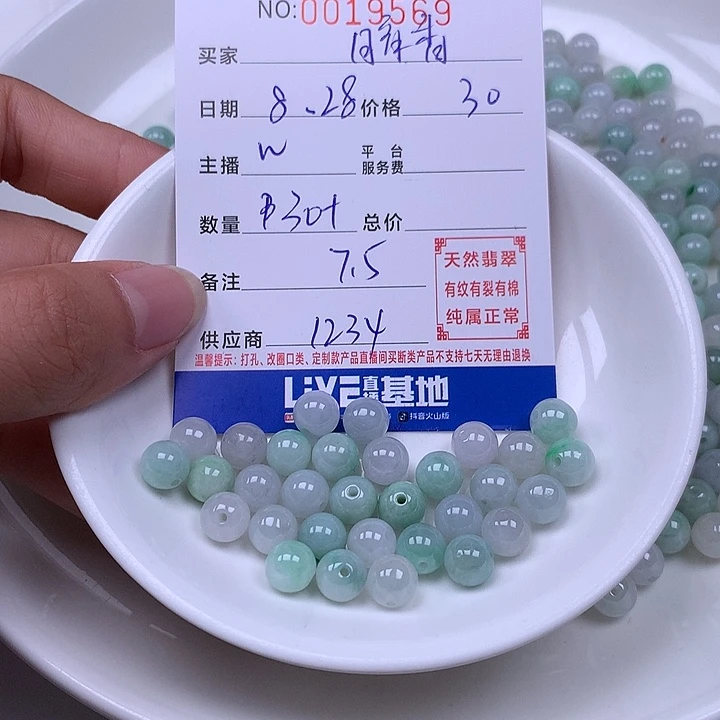 NO:0019569
买家
日期 8.28 价格 30
主播 W 平台服务费
数量 30+ 总价
备注 7.5
天然翡翠
有纹有裂有棉
纯属正常
供应商 1234
温馨提示：打孔、改圈口类、定制款产品直播间买断类产品不支持七天无理由退换
LiVE直播基地
抖音火山版